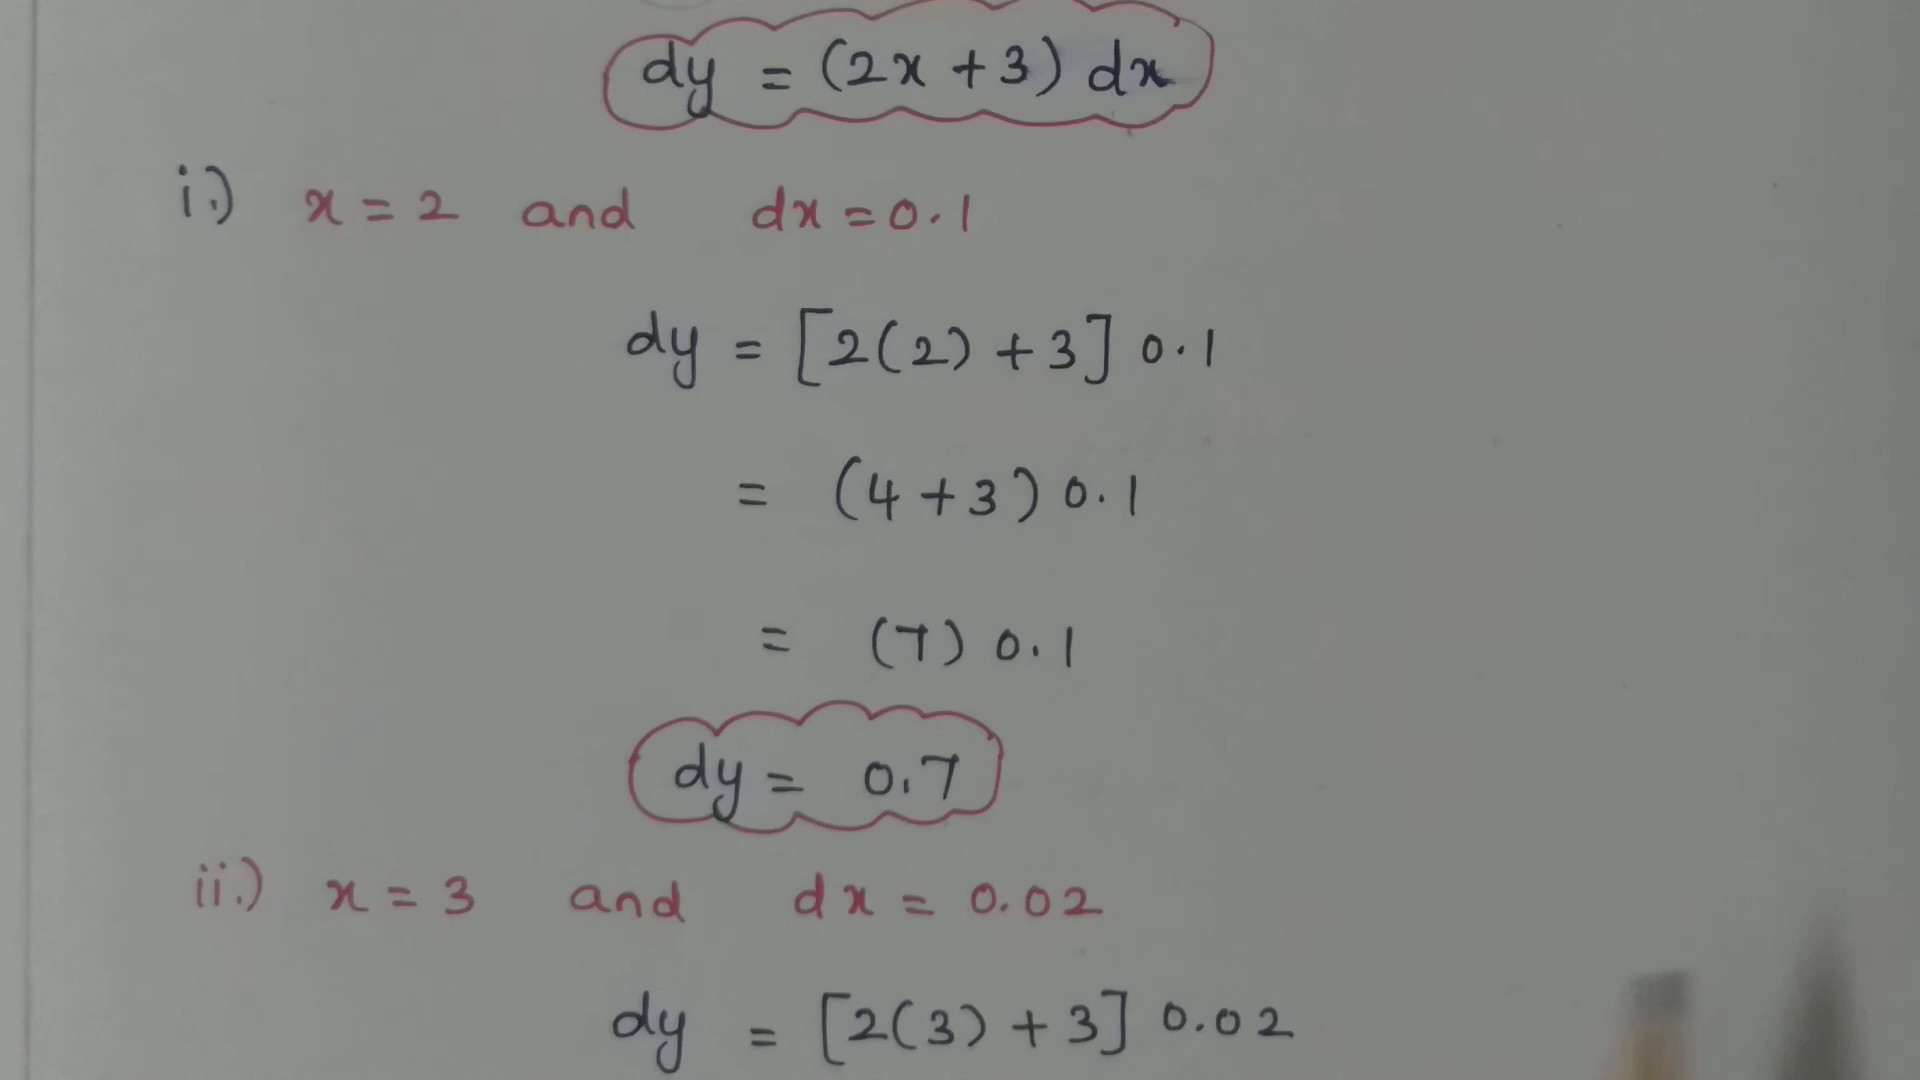 dy = (2x + 3) dx
i.) x = 2 and dx = 0.1
dy = [2(2) + 3] 0.1
= (4 + 3) 0.1
= (7) 0.1
dy = 0.7
ii.) x = 3 and dx = 0.02
dy = [2(3) + 3] 0.02